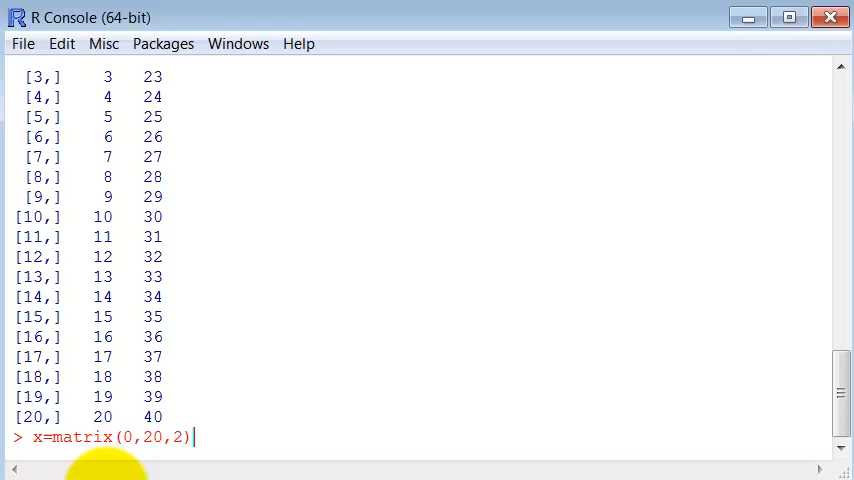 R Console (64-bit)
File Edit Misc Packages Windows Help
[3,] 3 23
[4,] 4 24
[5,] 5 25
[6,] 6 26
[7,] 7 27
[8,] 8 28
[9,] 9 29
[10,] 10 30
[11,] 11 31
[12,] 12 32
[13,] 13 33
[14,] 14 34
[15,] 15 35
[16,] 16 36
[17,] 17 37
[18,] 18 38
[19,] 19 39
[20,] 20 40
> x=matrix(0,20,2)